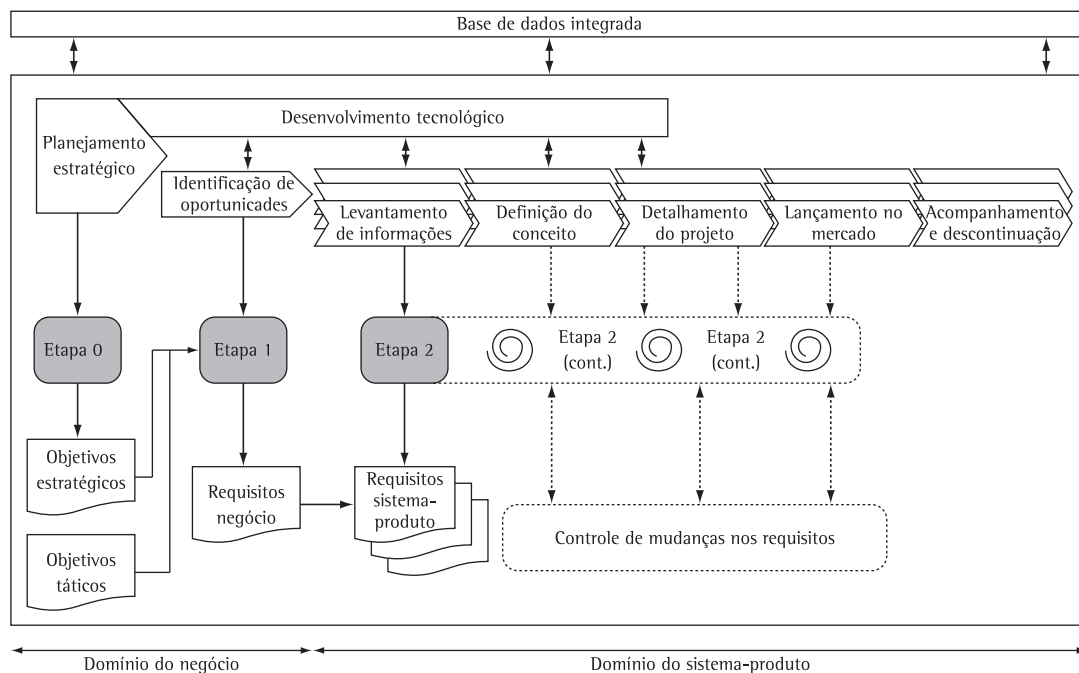 Base de dados integrada
Desenvolvimento tecnológico
Planejamento
estratégico
Identificação de
oportunicades
Levantamento
de informações
Definição do
conceito
Detalhamento
do projeto
Lançamento no
mercado
Acompanhamento
e descontinuação
Etapa 0
Etapa 1
Etapa 2
Etapa 2
(cont.)
Etapa 2
(cont.)
Objetivos
estratégicos
Requisitos
negócio
Requisitos
sistema-
produto
Controle de mudanças nos requisitos
Objetivos
táticos
Domínio do negócio
Domínio do sistema-produto